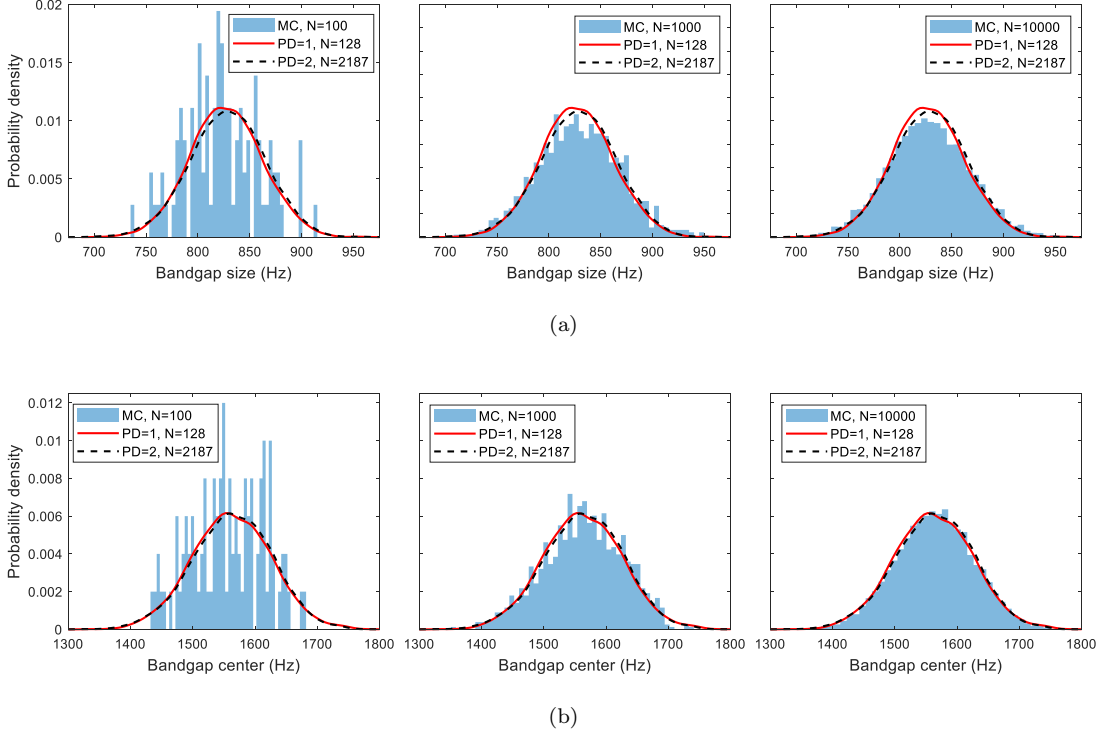 0.02
0.015
0.01
0.005
0
Probability density
MC, N=100
PD=1, N=128
PD=2, N=2187
700 750 800 850 900 950
Bandgap size (Hz)
MC, N=1000
PD=1, N=128
PD=2, N=2187
700 750 800 850 900 950
Bandgap size (Hz)
MC, N=10000
PD=1, N=128
PD=2, N=2187
700 750 800 850 900 950
Bandgap size (Hz)
(a)
0.012
0.01
0.008
0.006
0.004
0.002
0
Probability density
MC, N=100
PD=1, N=128
PD=2, N=2187
1300 1400 1500 1600 1700 1800
Bandgap center (Hz)
MC, N=1000
PD=1, N=128
PD=2, N=2187
1300 1400 1500 1600 1700 1800
Bandgap center (Hz)
MC, N=10000
PD=1, N=128
PD=2, N=2187
1300 1400 1500 1600 1700 1800
Bandgap center (Hz)
(b)